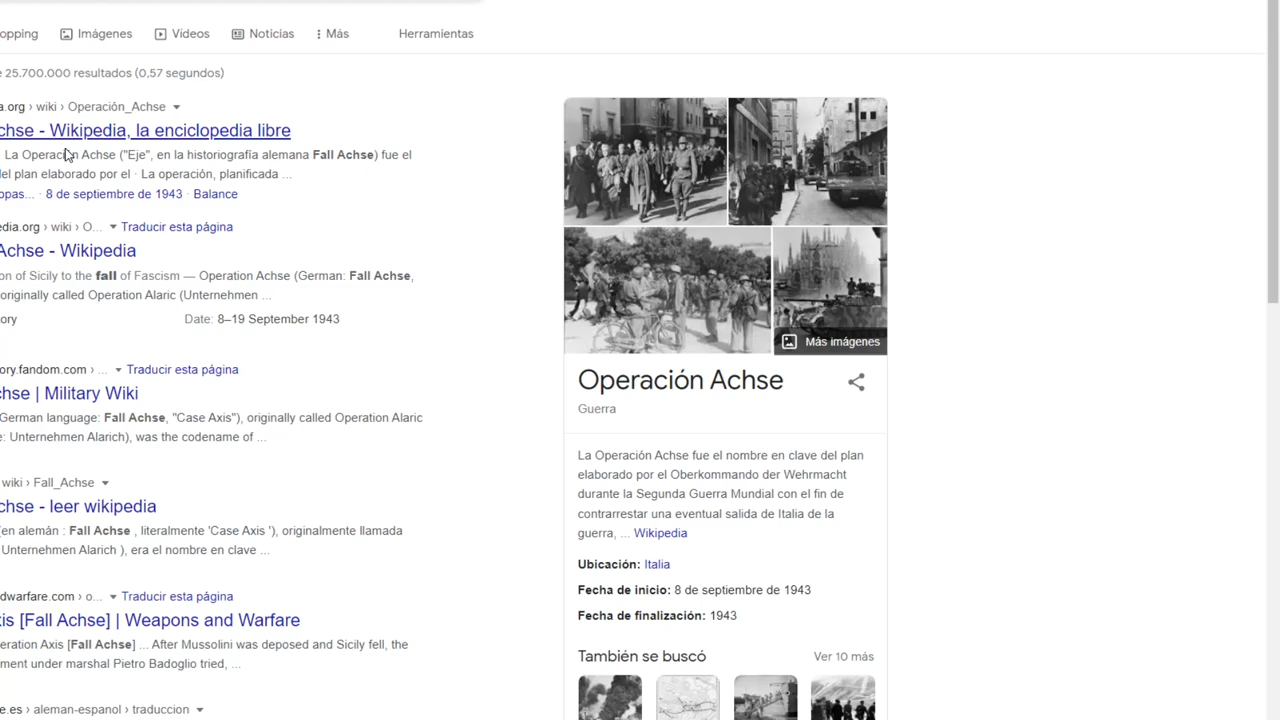 opping Imágenes Vídeos Noticias Más Herramientas
e 25.700.000 resultados (0,57 segundos)
a.org › wiki › Operación_Achse
chse - Wikipedia, la enciclopedia libre
La Operación Achse ("Eje", en la historiografía alemana Fall Achse) fue el
el plan elaborado por el · La operación, planificada ...
opas... · 8 de septiembre de 1943 · Balance
edia.org › wiki › O... Traducir esta página
Achse - Wikipedia
on of Sicily to the fall of Fascism — Operation Achse (German: Fall Achse,
originally called Operation Alaric (Unternehmen ...
ory Date: 8–19 September 1943
ory.fandom.com › ... Traducir esta página
chse | Military Wiki
German language: Fall Achse, "Case Axis"), originally called Operation Alaric
e: Unternehmen Alarich), was the codename of ...
wiki › Fall_Achse
chse - leer wikipedia
(en alemán : Fall Achse , literalmente 'Case Axis '), originalmente llamada
Unternehmen Alarich ), era el nombre en clave ...
dwarfare.com › o... Traducir esta página
xis [Fall Achse] | Weapons and Warfare
eration Axis [Fall Achse] ... After Mussolini was deposed and Sicily fell, the
ment under marshal Pietro Badoglio tried, ...
e.es › aleman-espanol › traduccion
Más imágenes
Operación Achse
Guerra
La Operación Achse fue el nombre en clave del plan
elaborado por el Oberkommando der Wehrmacht
durante la Segunda Guerra Mundial con el fin de
contrarrestar una eventual salida de Italia de la
guerra, ... Wikipedia
Ubicación: Italia
Fecha de inicio: 8 de septiembre de 1943
Fecha de finalización: 1943
También se buscó Ver 10 más